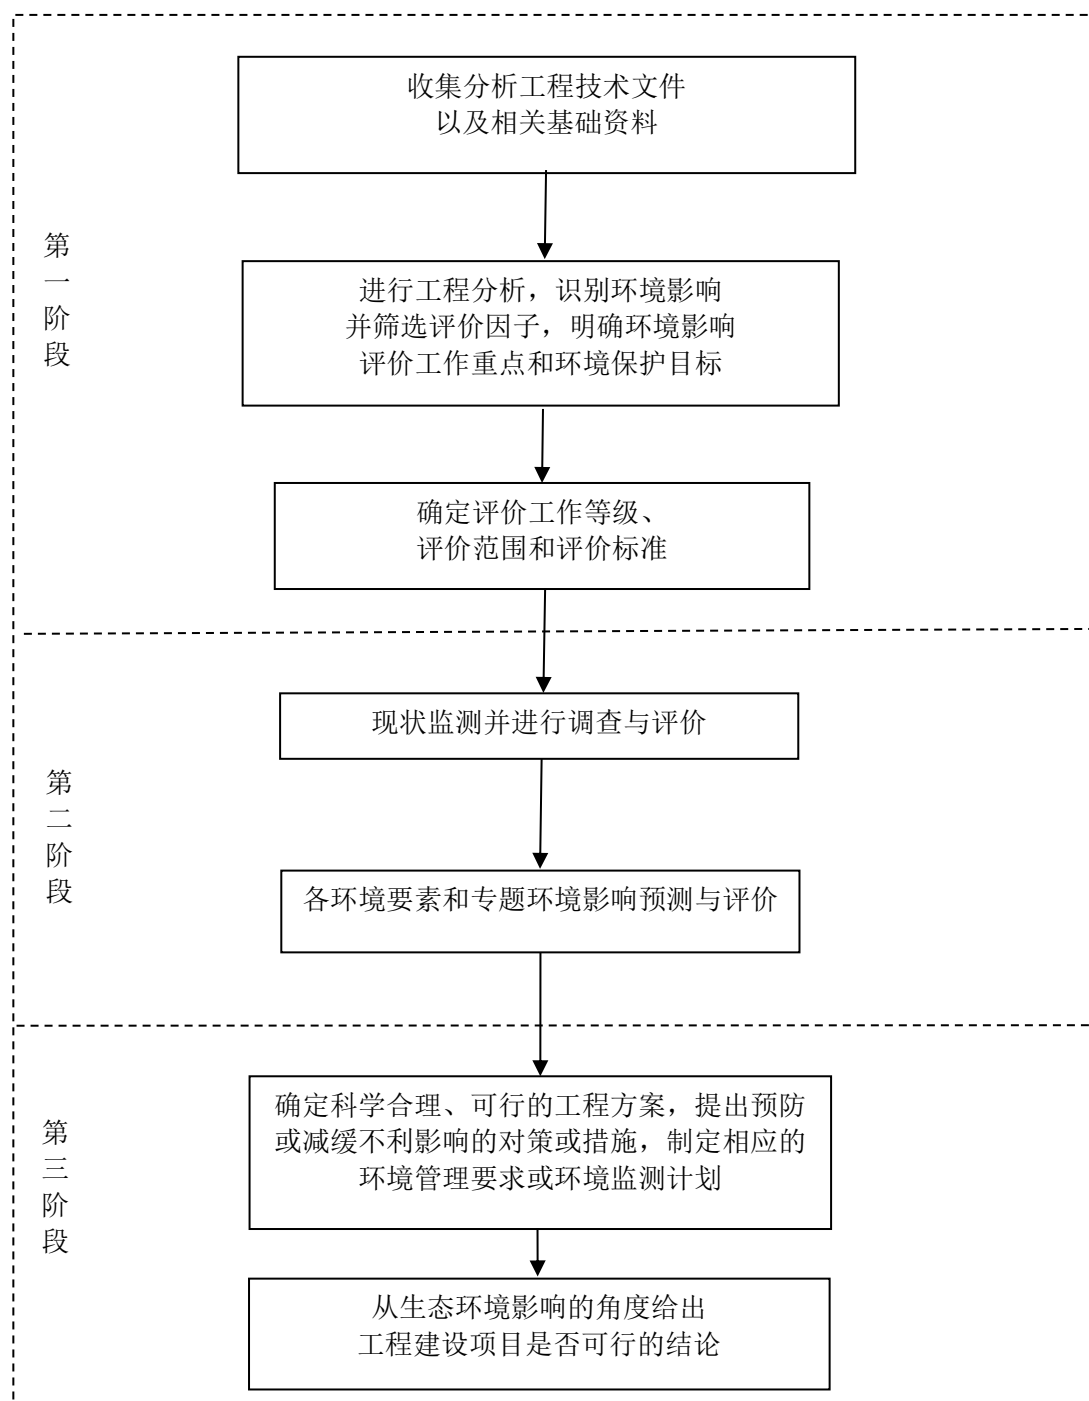 收集分析工程技术文件
以及相关基础资料
第一阶段
进行工程分析，识别环境影响
并筛选评价因子，明确环境影响
评价工作重点和环境保护目标
确定评价工作等级、
评价范围和评价标准
现状监测并进行调查与评价
第二阶段
各环境要素和专题环境影响预测与评价
确定科学合理、可行的工程方案，提出预防
或减缓不利影响的对策或措施，制定相应的
环境管理要求或环境监测计划
第三阶段
从生态环境影响的角度给出
工程建设项目是否可行的结论